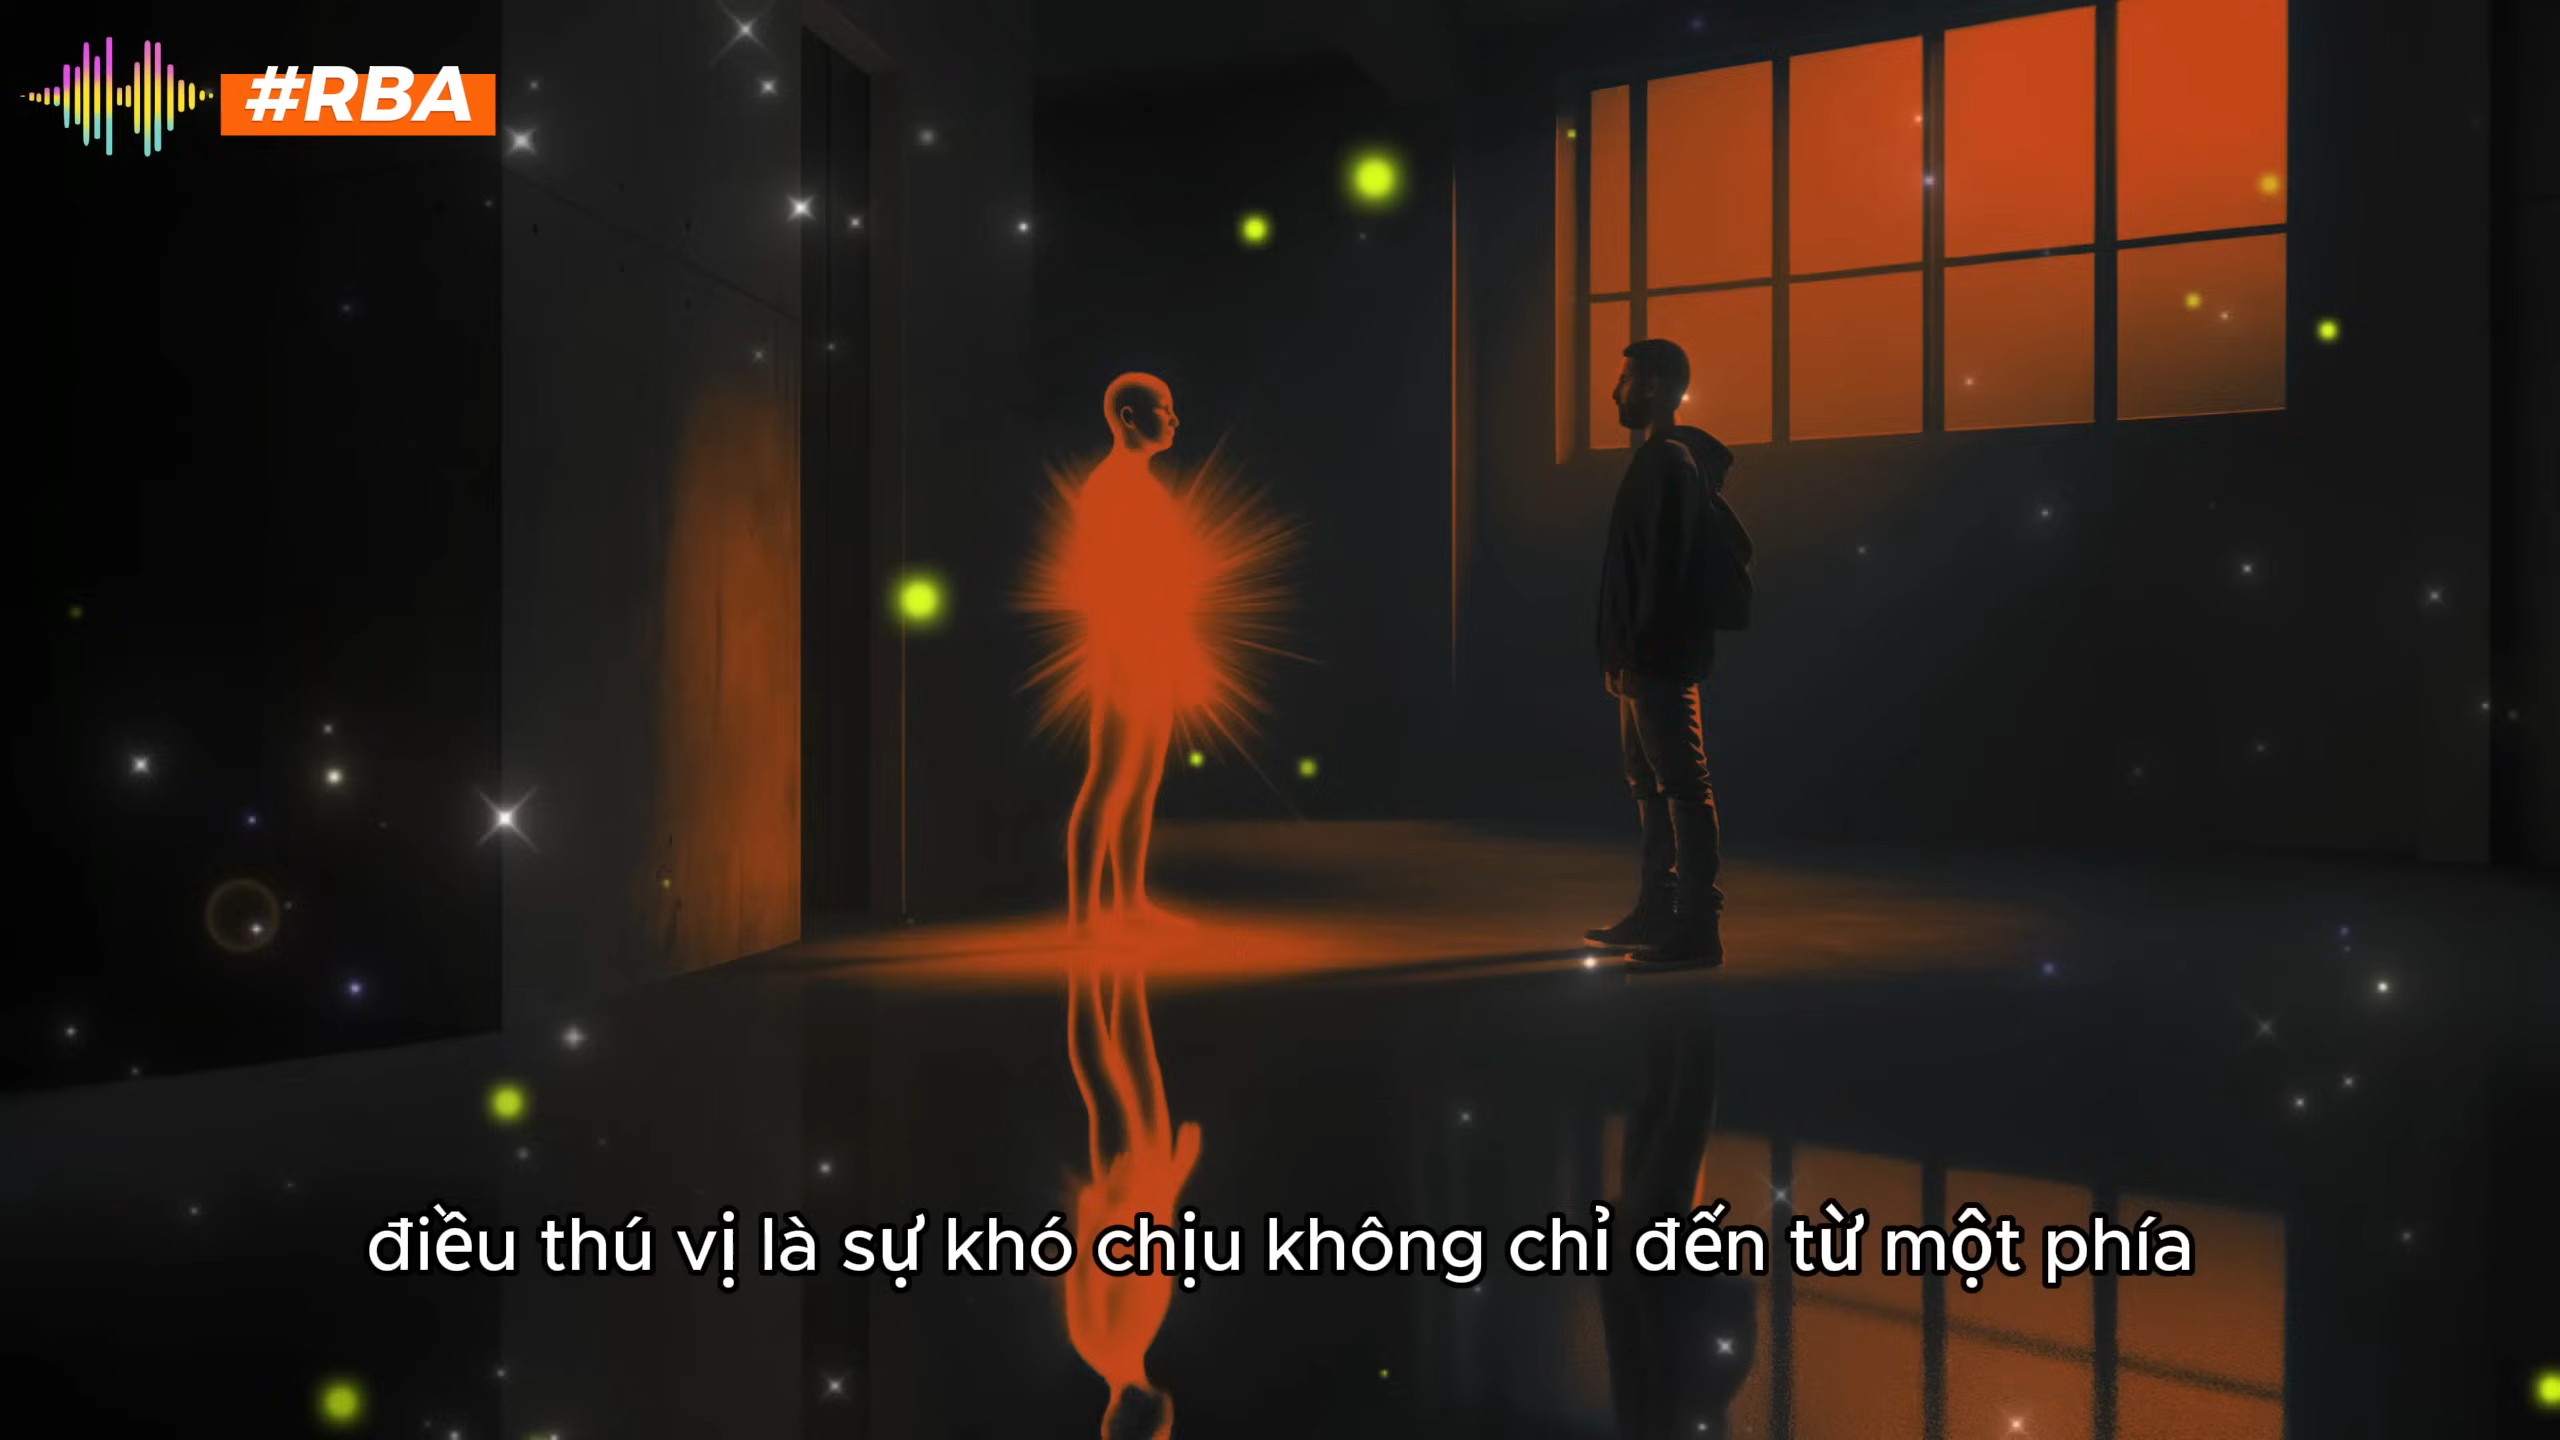 #RBA
điều thú vị là sự khó chịu không chỉ đến từ một phía